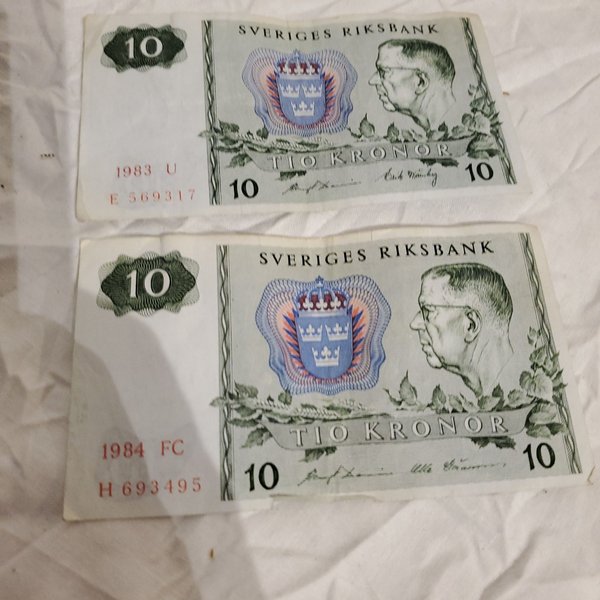 10
SVERIGES RIKSBANK
TIO KRONOR
1983 U
E 569317
10
10
SVERIGES RIKSBANK
10
TIO KRONOR
1984 FC
H 693495
10
10